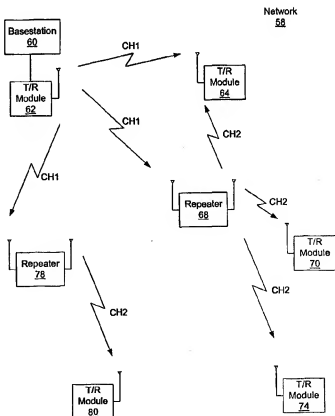 Network
58
Basestation
60
T/R
Module
62
CH1
T/R
Module
64
CH1
CH2
CH1
Repeater
68
CH2
T/R
Module
70
Repeater
78
CH2
CH2
T/R
Module
80
T/R
Module
74